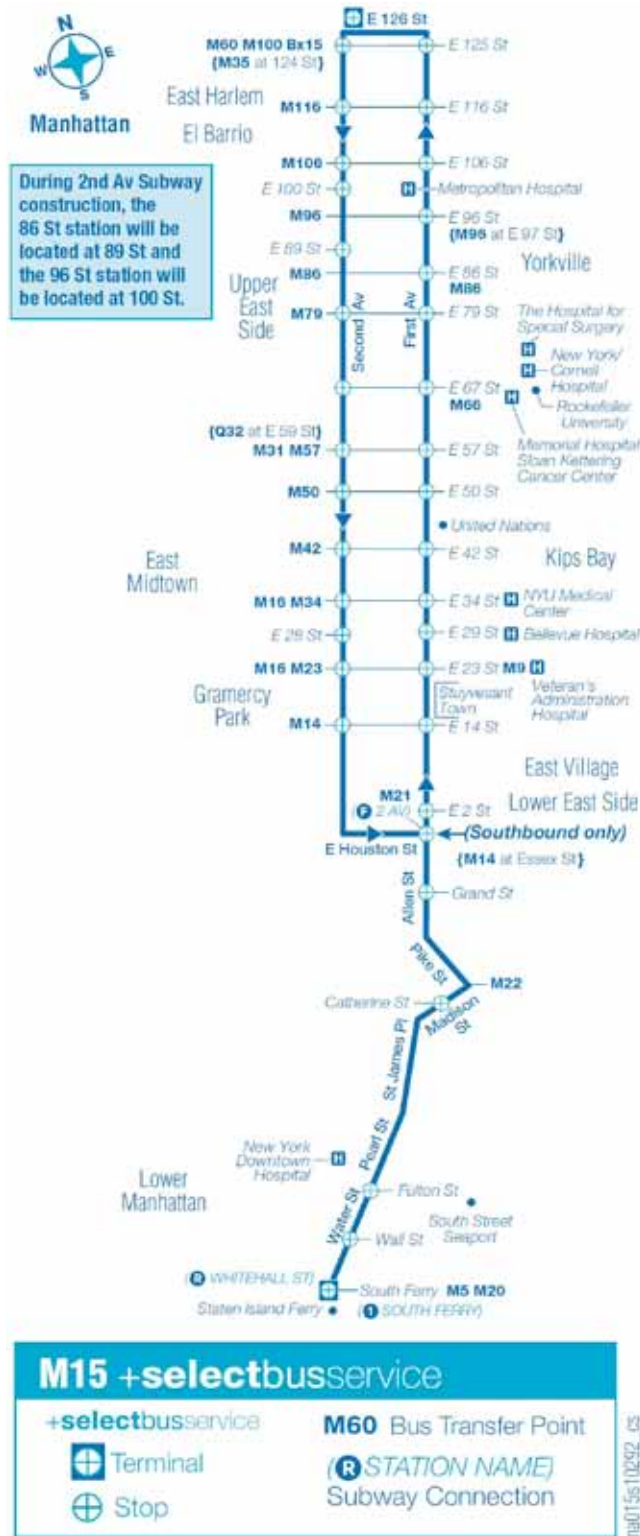 N
W
E
S
Manhattan
E 126 St
M60 M100 Bx15
{M35 at 124 St}
E 125 St
East Harlem
M116
E 116 St
El Barrio
M106
E 106 St
During 2nd Av Subway
construction, the
86 St station will be
located at 89 St and
the 96 St station will
be located at 100 St.
E 100 St
H
Metropolitan Hospital
M96
E 96 St
{M96 at E 97 St}
E 89 St
Yorkville
M86
E 86 St
M86
Upper
East
Side
M79
Second Av
First Av
E 79 St
The Hospital for
Special Surgery
H
H
New York/
Cornell
Hospital
E 67 St
M66
H
Rockefeller
University
{Q32 at E 59 St}
M31 M57
E 57 St
Memorial Hospital
Sloan Kettering
Cancer Center
M50
E 50 St
United Nations
East
Midtown
M42
E 42 St
Kips Bay
M16 M34
E 34 St H NYU Medical
Center
E 28 St
E 29 St H Bellevue Hospital
M16 M23
E 23 St M9 H
Gramercy
Park
Stuyvesant
Town
Veteran's
Administration
Hospital
M14
E 14 St
East Village
M21
E 2 St
Lower East Side
(F 2 AV)
(Southbound only)
E Houston St
{M14 at Essex St}
Allen St
Grand St
Pike St
M22
Catherine St
Madison
St
St James Pl
Pearl St
New York
Downtown
Hospital
H
Lower
Manhattan
Water St
Fulton St
South Street
Seaport
Wall St
(R WHITEHALL ST)
South Ferry M5 M20
Staten Island Ferry
(1 SOUTH FERRY)
M15 +selectbusservice
+selectbusservice
M60 Bus Transfer Point
Terminal
(R STATION NAME)
Subway Connection
Stop